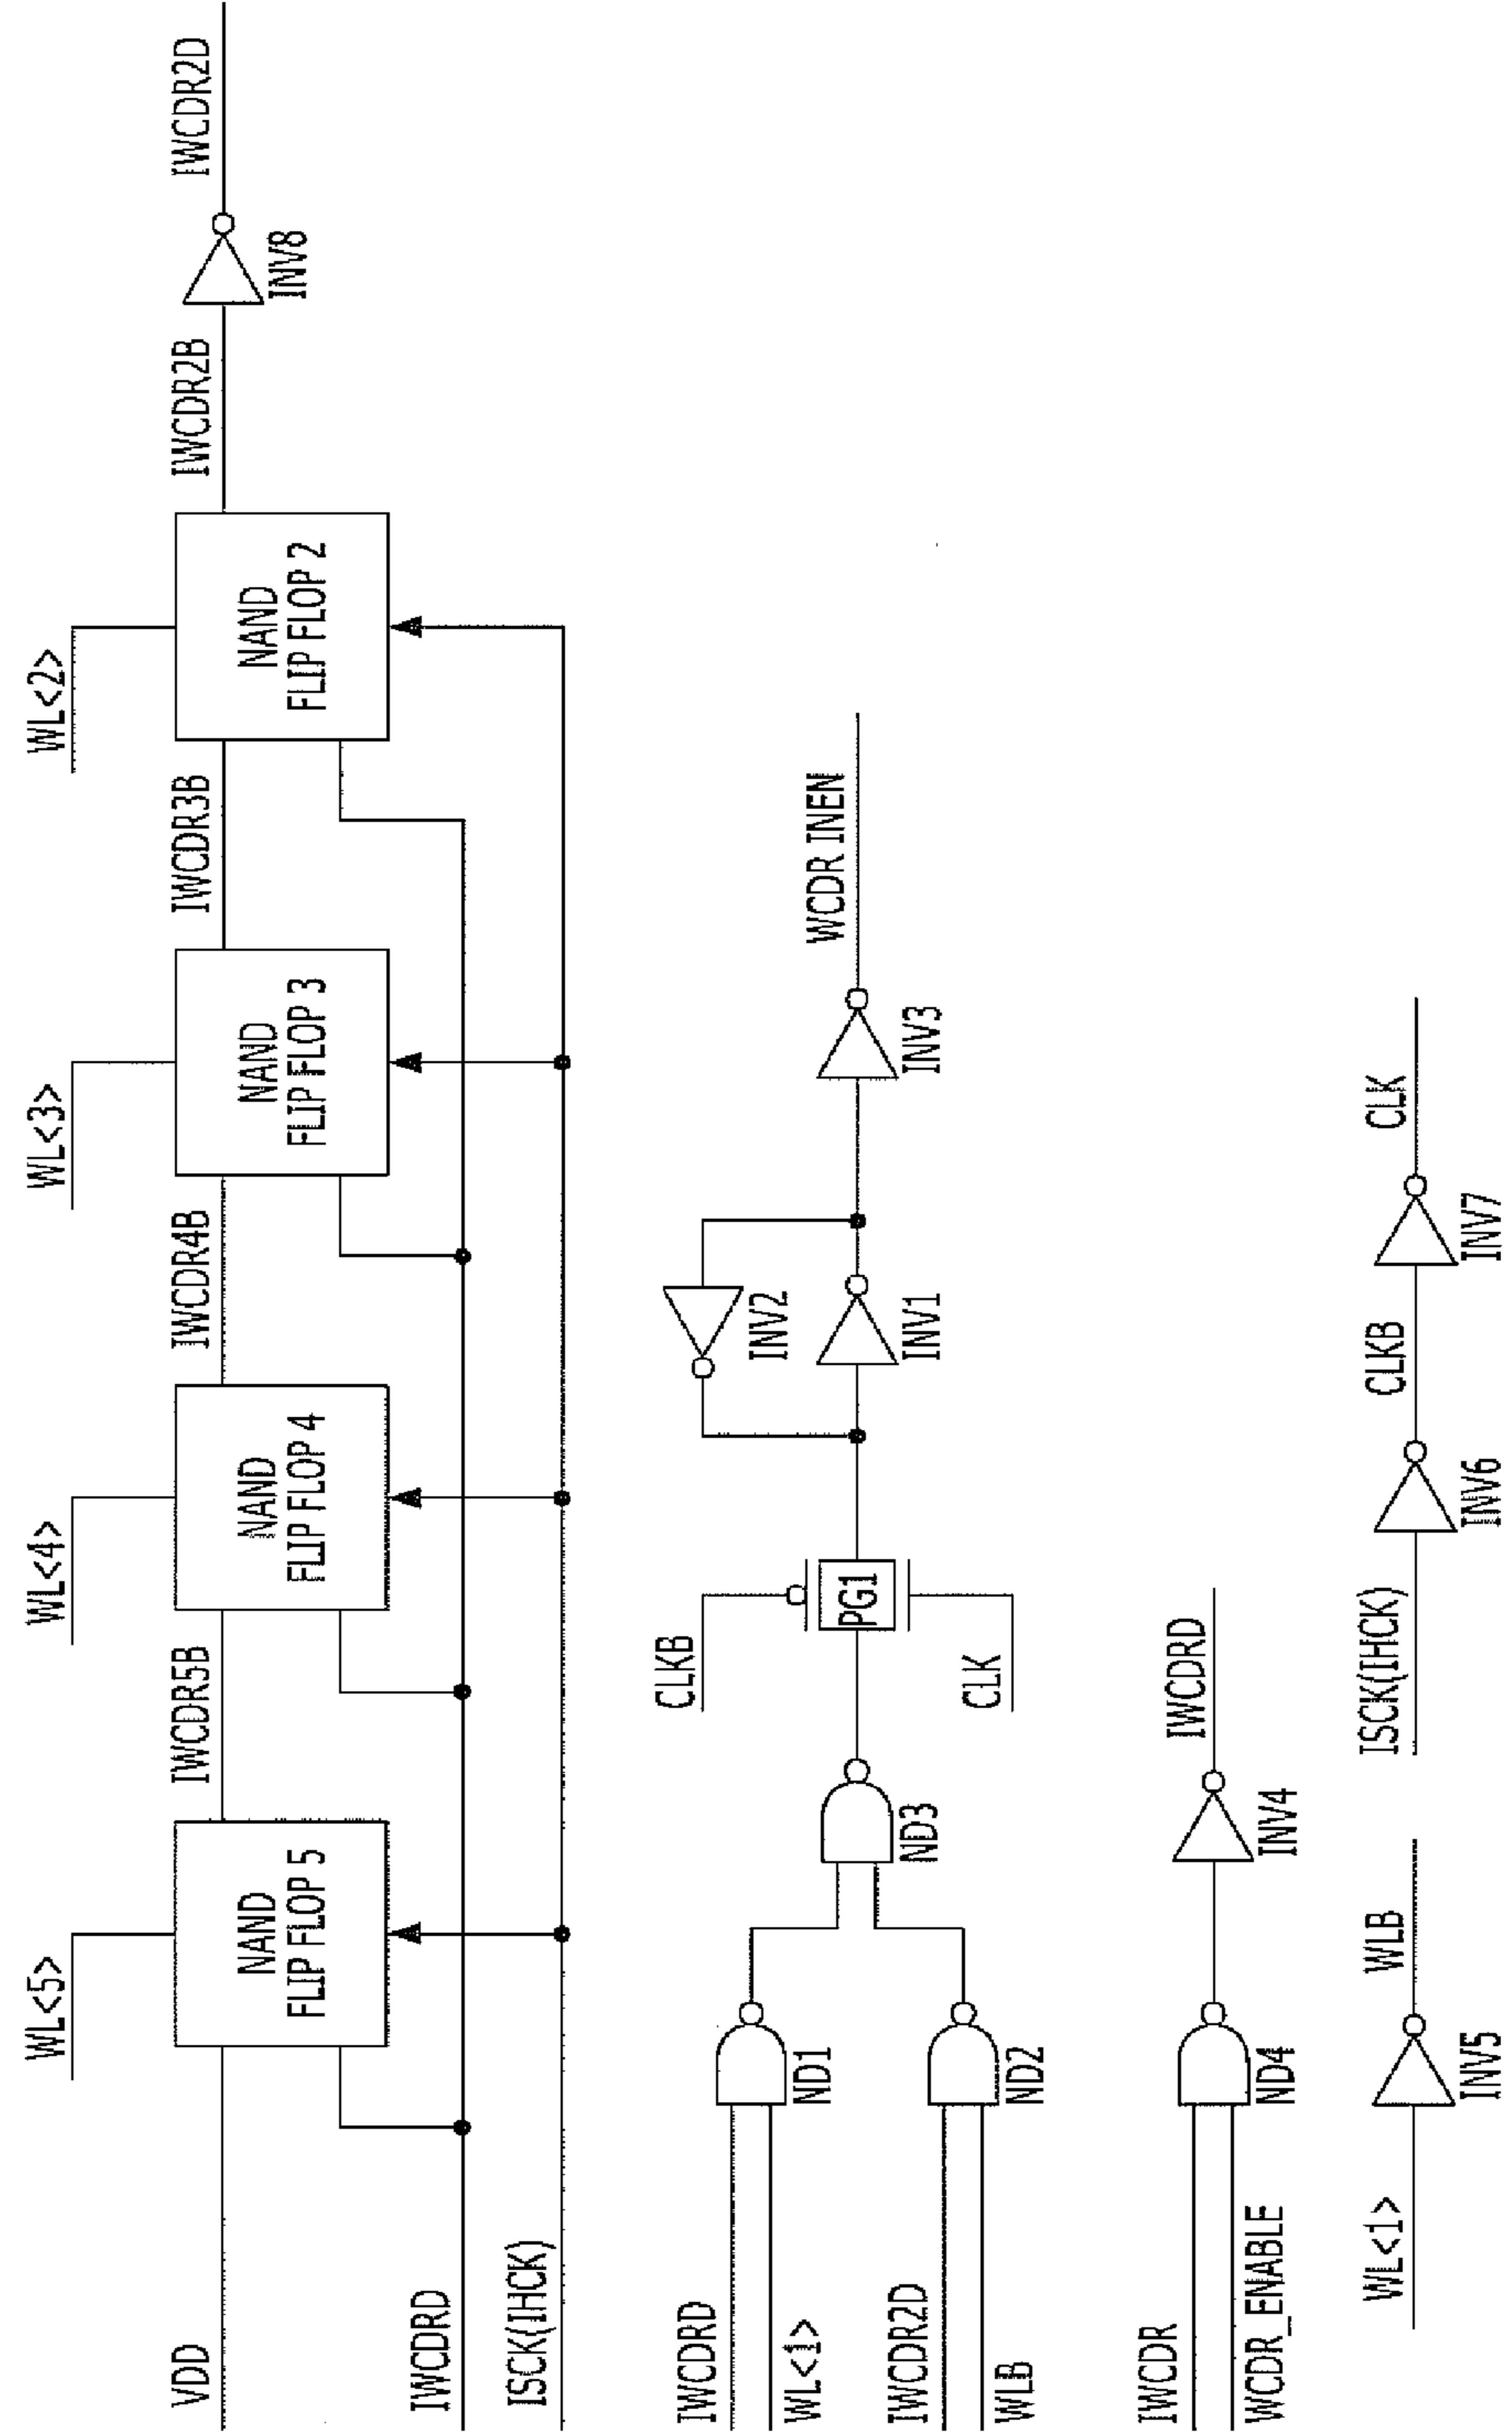 WL<5>
WL<4>
WL<3>
WL<2>
VDD
NAND
FLIP FLOP 5
IWCDR5B
NAND
FLIP FLOP 4
IWCDR4B
NAND
FLIP FLOP 3
IWCDR3B
NAND
FLIP FLOP 2
IWCDR2B
INV8
IWCDR2D
IWCDRD
ISCK(IHCK)
IWCDRD
WL<1>
ND1
IWCDR2D
WLB
ND2
ND3
CLKB
PG1
CLK
INV2
INV1
INV3
WCDR INEN
IWCDR
WCDR_ENABLE
ND4
INV4
IWCDRD
WL<1>
INV5
WLB
ISCK(IHCK)
INV6
CLKB
INV7
CLK